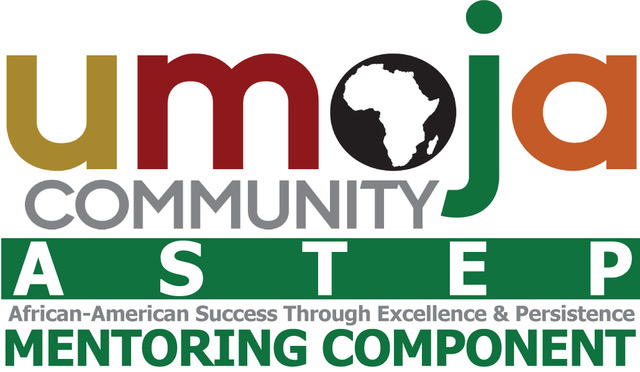 umoja
COMMUNITY
ASTEP
African-American Success Through Excellence & Persistence
MENTORING COMPONENT